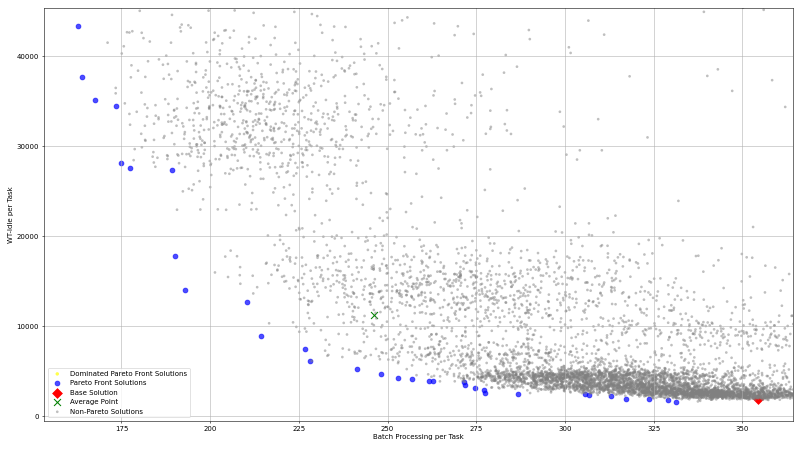 40000
30000
20000
10000
0
WT-Idle per Task
Dominated Pareto Front Solutions
Pareto Front Solutions
Base Solution
Average Point
Non-Pareto Solutions
175
200
225
250
275
300
325
350
Batch Processing per Task